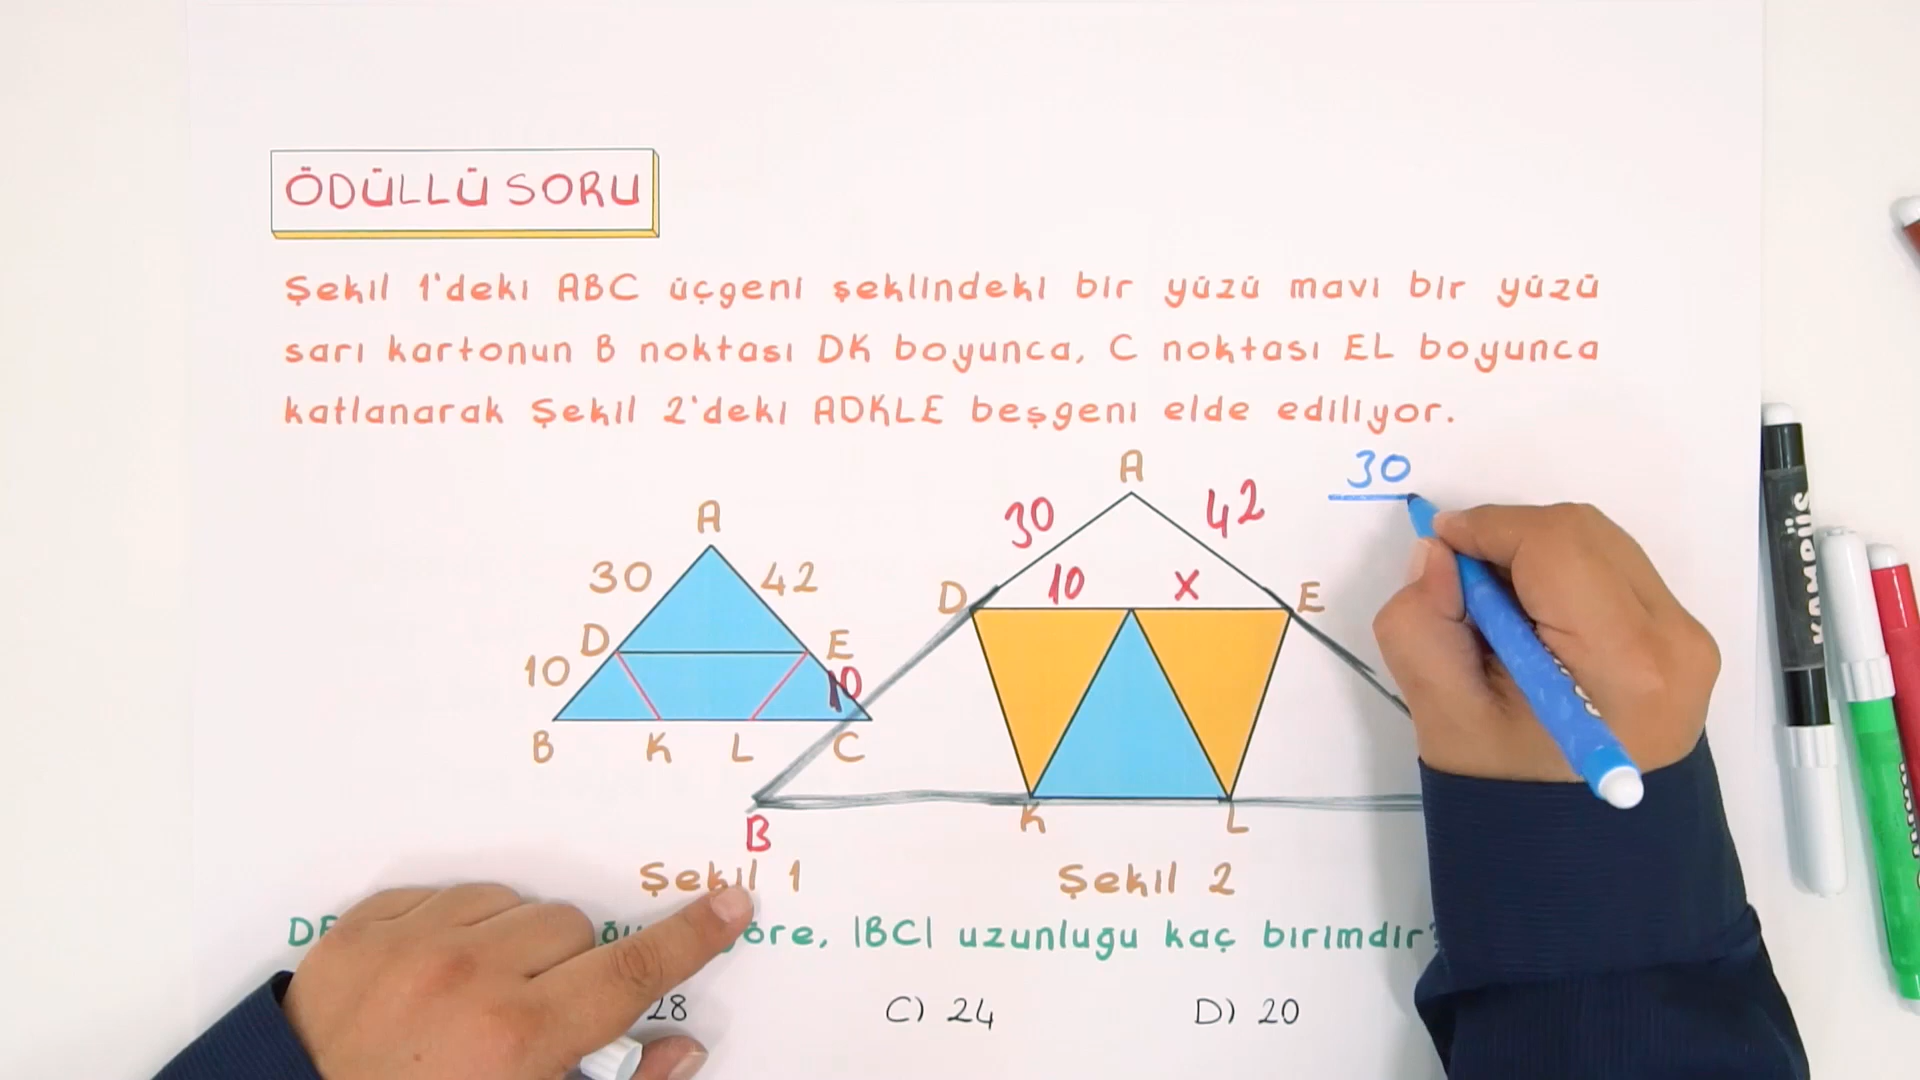 ÖDÜLLÜ SORU
Şekil 1'deki ABC üçgeni şeklindeki bir yüzü mavi bir yüzü
sarı kartonun B noktası DK boyunca, C noktası EL boyunca
katlanarak Şekil 2'deki ADKLE beşgeni elde ediliyor.
30
A
30 42
A
10 x
30 42
D E
D E
10 10
B K L C
K L
B
Şekil 1 Şekil 2
göre, |BC| uzunluğu kaç birimdir?
28 C) 24 D) 20
KAMPÜS